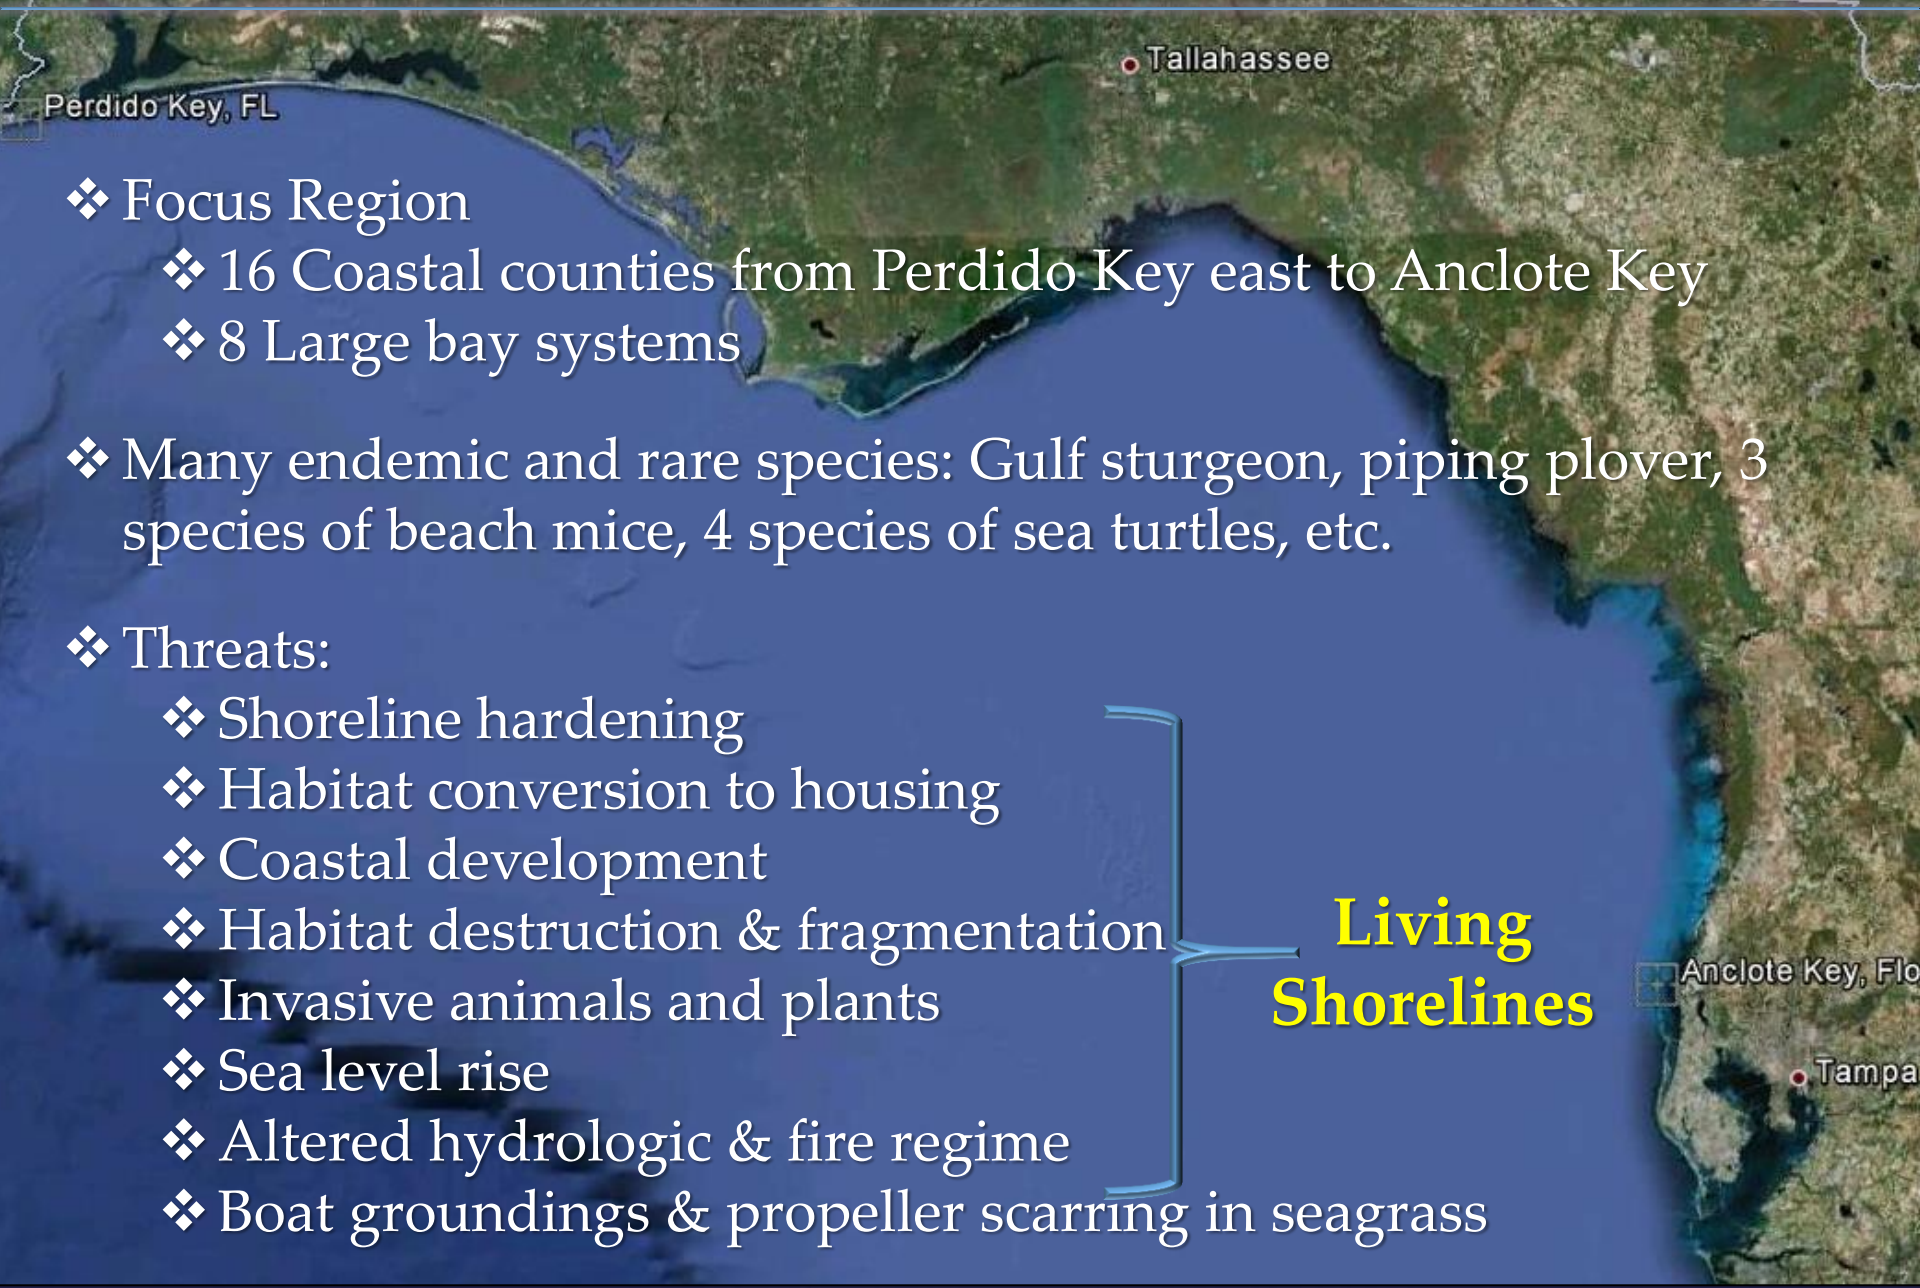 Tallahassee
Perdido Key, FL
❖ Focus Region
❖ 16 Coastal counties from Perdido Key east to Anclote Key
❖ 8 Large bay systems
❖ Many endemic and rare species: Gulf sturgeon, piping plover, 3
species of beach mice, 4 species of sea turtles, etc.
❖ Threats:
❖ Shoreline hardening
❖ Habitat conversion to housing
❖ Coastal development
❖ Habitat destruction & fragmentation
❖ Invasive animals and plants
❖ Sea level rise
❖ Altered hydrologic & fire regime
❖ Boat groundings & propeller scarring in seagrass
Living
Shorelines
Anclote Key, Flo
Tampa